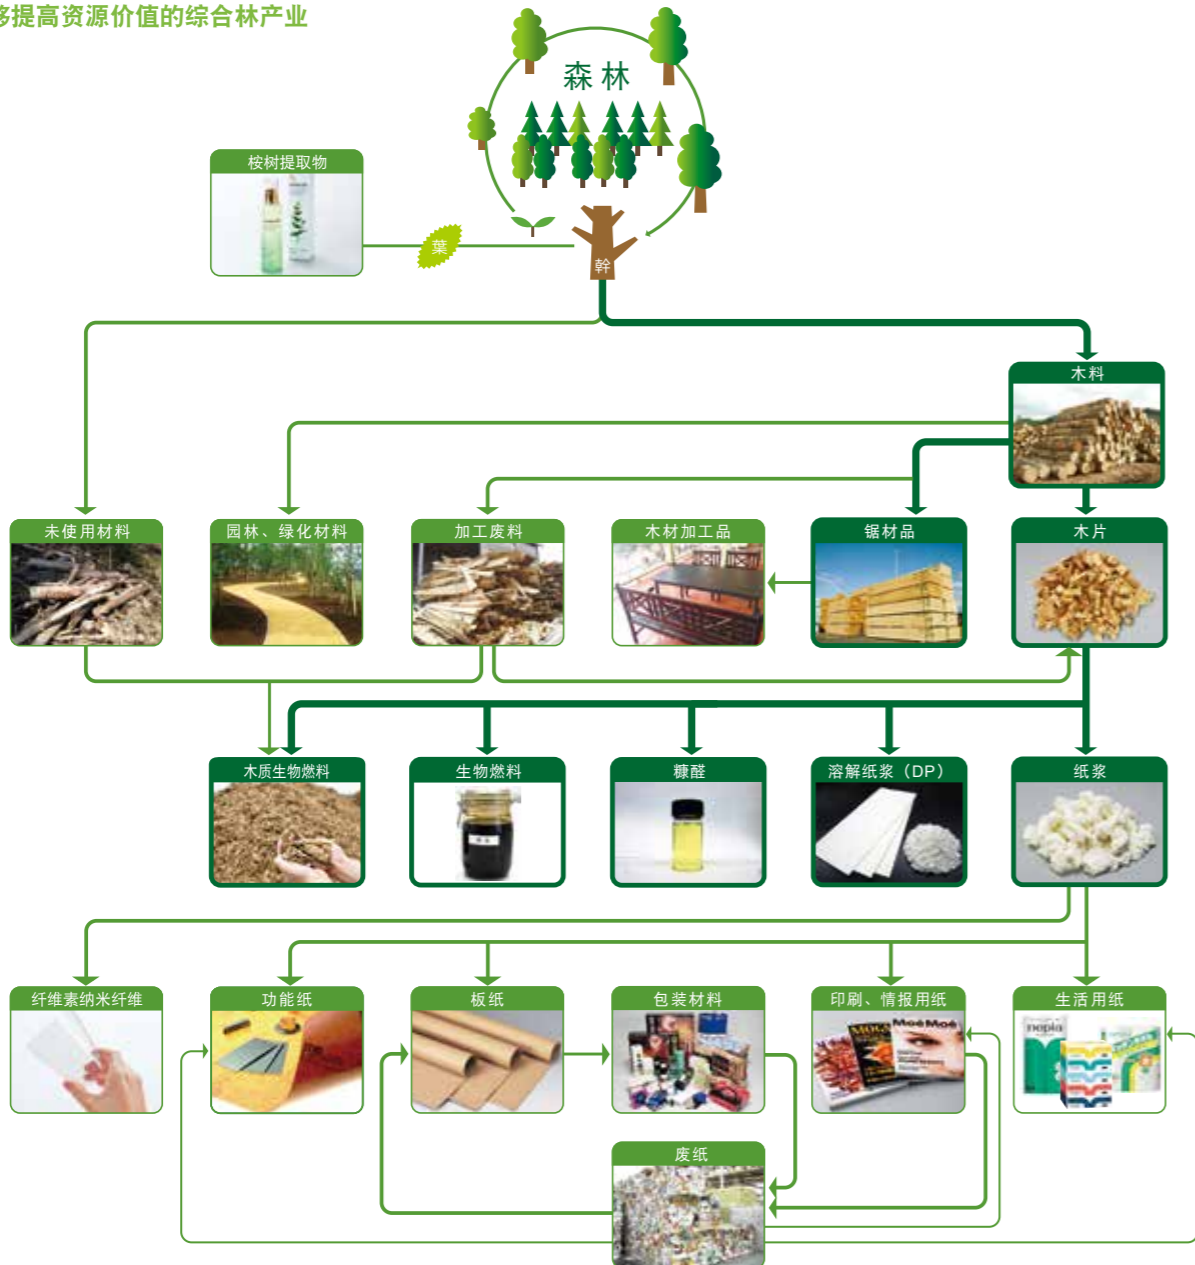 够提高资源价值的综合林产业
森林
桉树提取物
葉
幹
木料
未使用材料
园林、绿化材料
加工废料
木材加工品
锯材品
木片
木质生物燃料
生物燃料
糠醛
溶解纸浆（DP）
纸浆
纤维素纳米纤维
功能纸
板纸
包装材料
印刷、情报用纸
生活用纸
MoéMoé
nepia
废纸